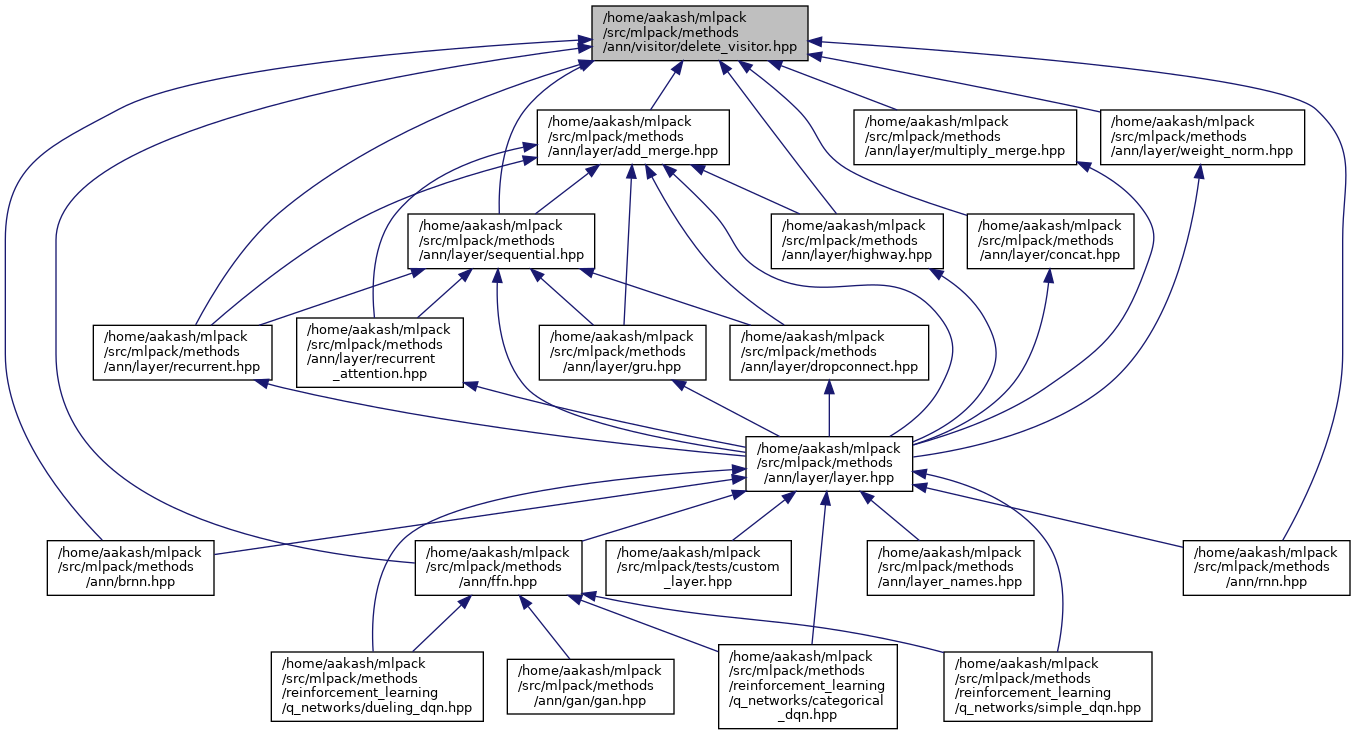 /home/aakash/mlpack
/src/mlpack/methods
/ann/visitor/delete_visitor.hpp
/home/aakash/mlpack
/src/mlpack/methods
/ann/layer/add_merge.hpp
/home/aakash/mlpack
/src/mlpack/methods
/ann/layer/multiply_merge.hpp
/home/aakash/mlpack
/src/mlpack/methods
/ann/layer/weight_norm.hpp
/home/aakash/mlpack
/src/mlpack/methods
/ann/layer/sequential.hpp
/home/aakash/mlpack
/src/mlpack/methods
/ann/layer/highway.hpp
/home/aakash/mlpack
/src/mlpack/methods
/ann/layer/concat.hpp
/home/aakash/mlpack
/src/mlpack/methods
/ann/layer/recurrent.hpp
/home/aakash/mlpack
/src/mlpack/methods
/ann/layer/recurrent
_attention.hpp
/home/aakash/mlpack
/src/mlpack/methods
/ann/layer/gru.hpp
/home/aakash/mlpack
/src/mlpack/methods
/ann/layer/dropconnect.hpp
/home/aakash/mlpack
/src/mlpack/methods
/ann/layer/layer.hpp
/home/aakash/mlpack
/src/mlpack/methods
/ann/brnn.hpp
/home/aakash/mlpack
/src/mlpack/methods
/ann/ffn.hpp
/home/aakash/mlpack
/src/mlpack/tests/custom
_layer.hpp
/home/aakash/mlpack
/src/mlpack/methods
/ann/layer_names.hpp
/home/aakash/mlpack
/src/mlpack/methods
/ann/rnn.hpp
/home/aakash/mlpack
/src/mlpack/methods
/reinforcement_learning
/q_networks/dueling_dqn.hpp
/home/aakash/mlpack
/src/mlpack/methods
/ann/gan/gan.hpp
/home/aakash/mlpack
/src/mlpack/methods
/reinforcement_learning
/q_networks/categorical
_dqn.hpp
/home/aakash/mlpack
/src/mlpack/methods
/reinforcement_learning
/q_networks/simple_dqn.hpp